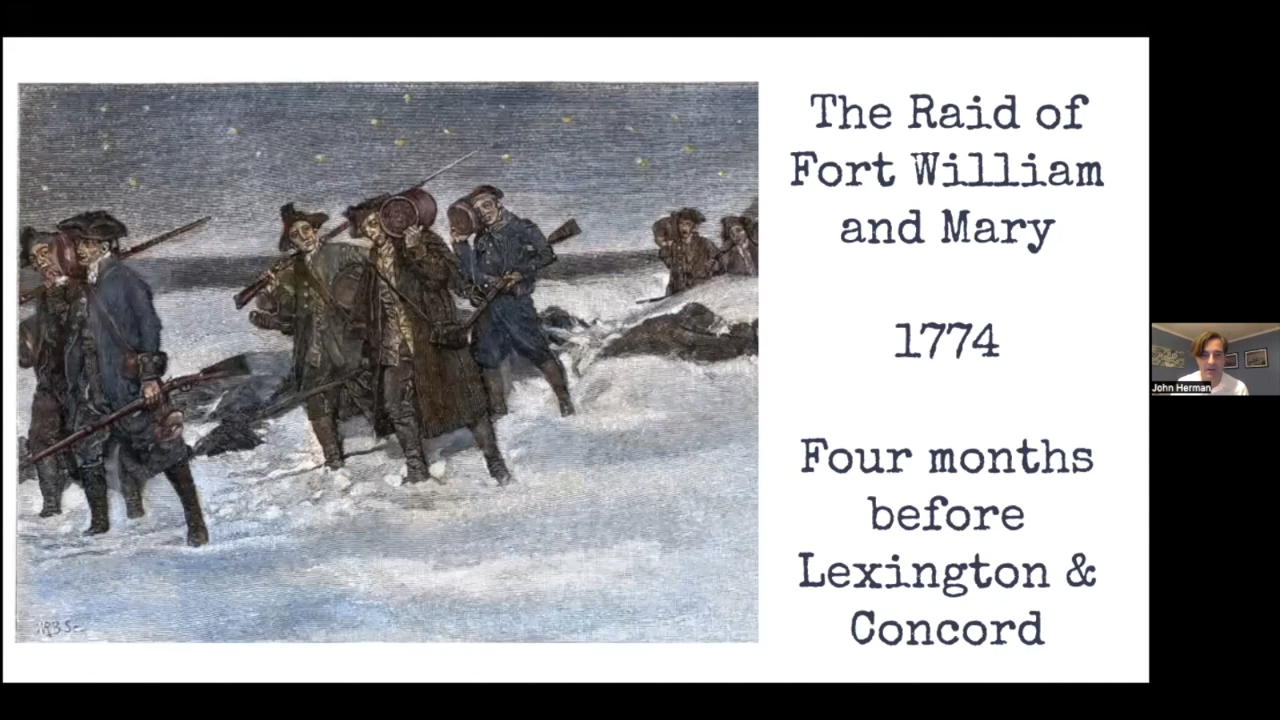 The Raid of
Fort William
and Mary
1774
Four months
before
Lexington &
Concord
John Herman